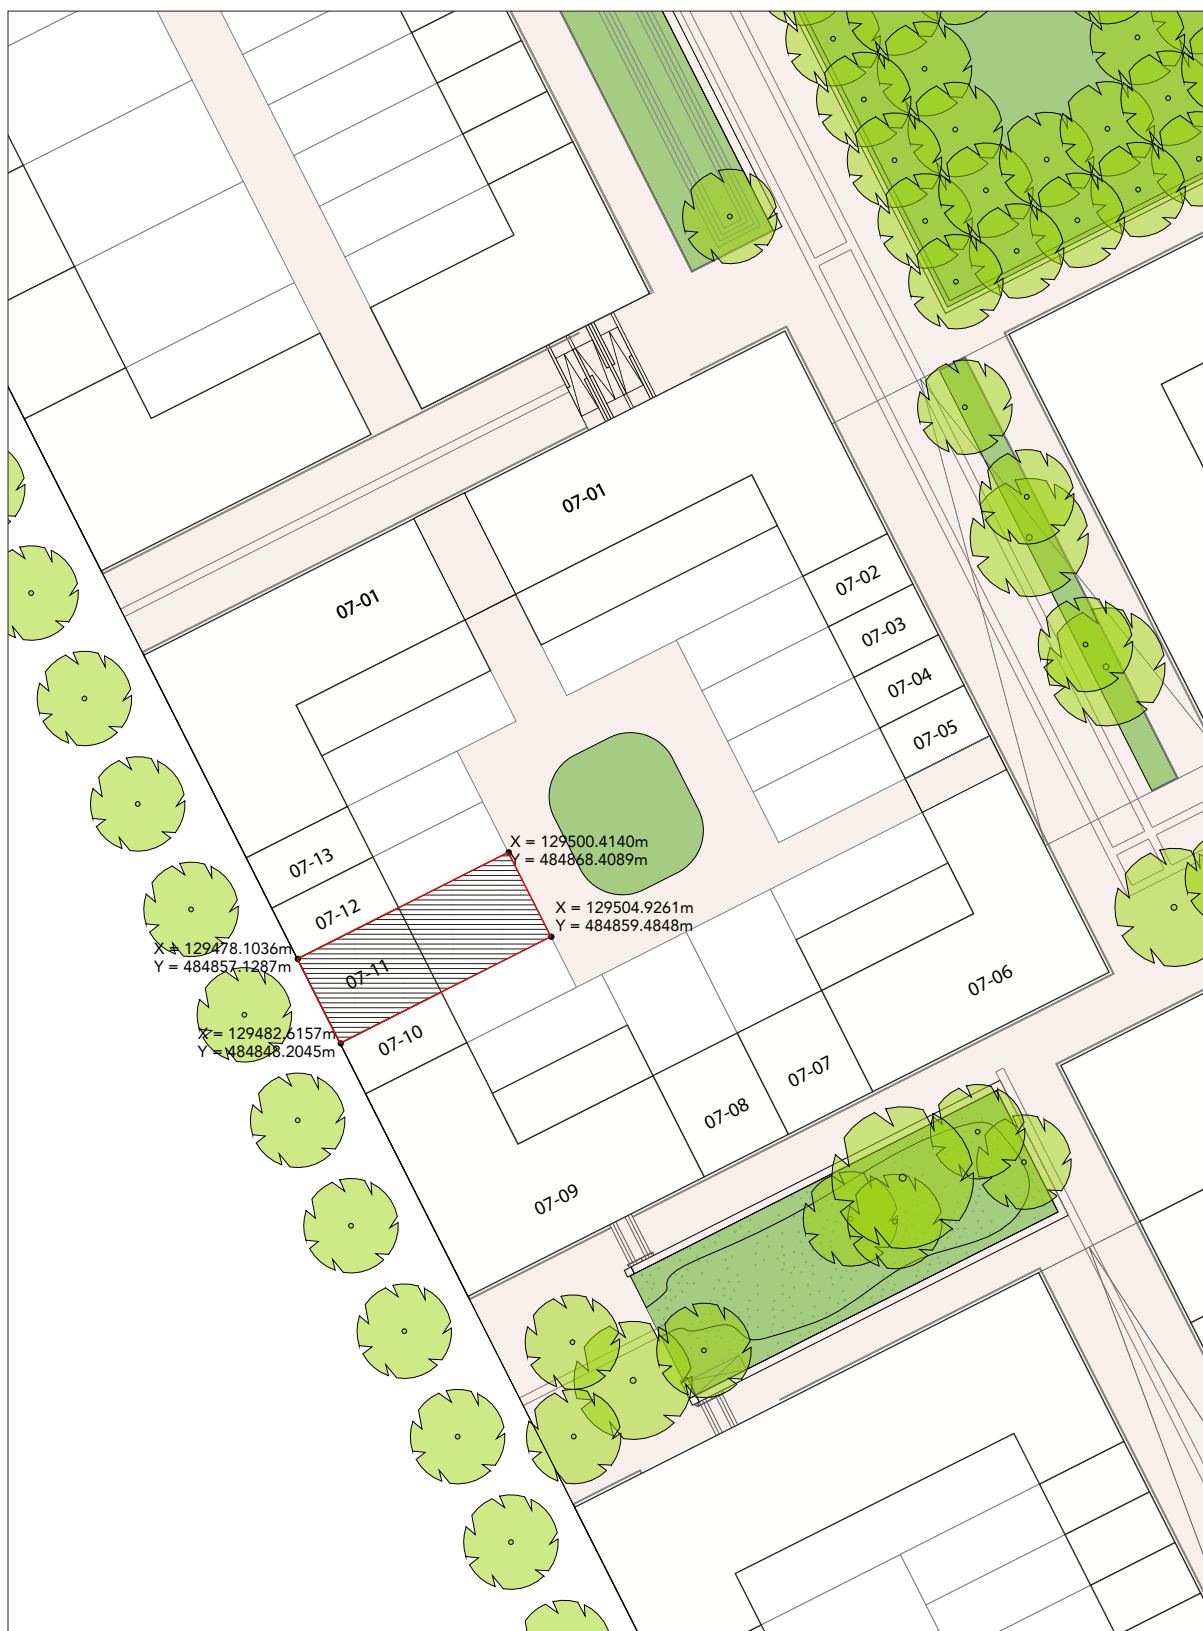 07-01
07-01
07-02
07-03
07-04
07-05
X = 129500.4140m
Y = 484868.4089m
07-13
07-12
X = 129504.9261m
Y = 484859.4848m
X = 129478.1036m
Y = 484857.1287m
07-11
07-06
X = 129482.6157m
Y = 484848.2045m
07-10
07-07
07-08
07-09